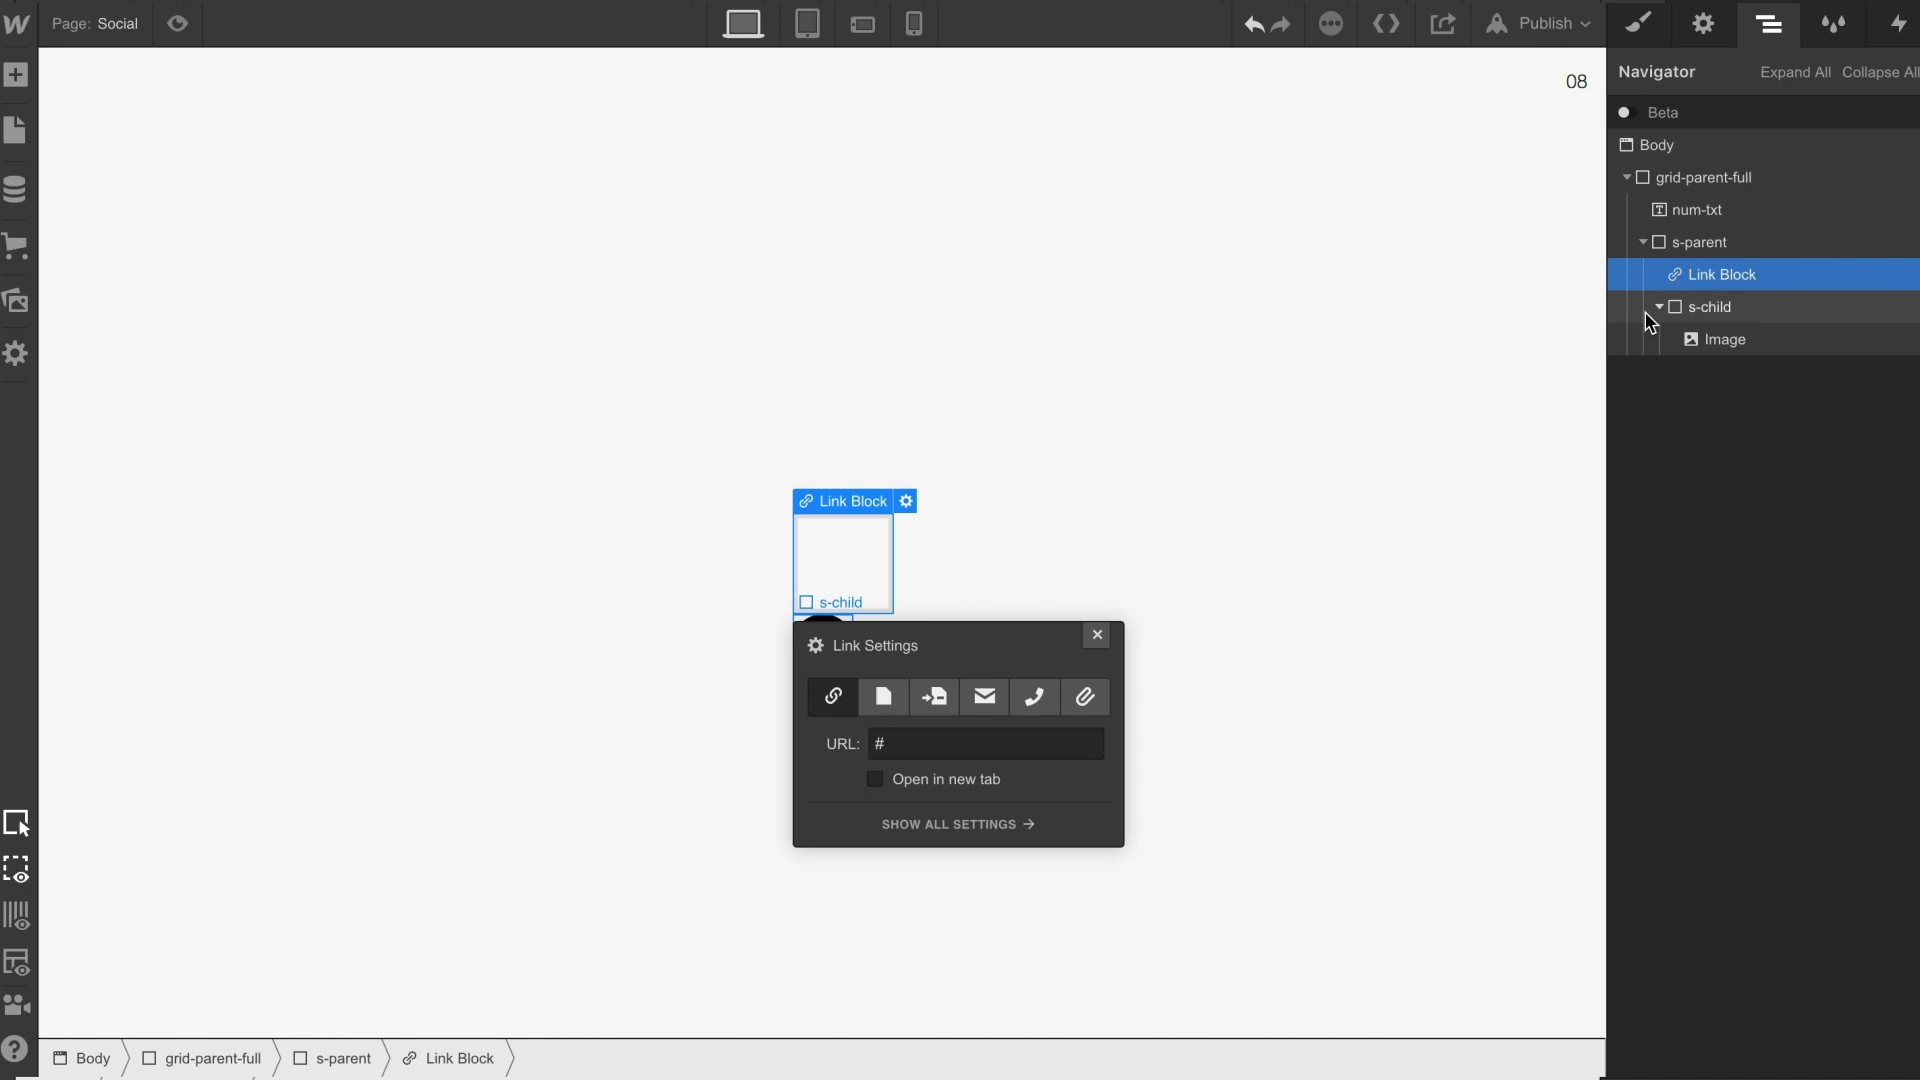 Page: Social
Publish
08
Navigator
Expand All
Collapse All
Beta
Body
grid-parent-full
num-txt
s-parent
Link Block
s-child
Image
Link Block
s-child
Link Settings
URL: #
Open in new tab
SHOW ALL SETTINGS →
Body
grid-parent-full
s-parent
Link Block